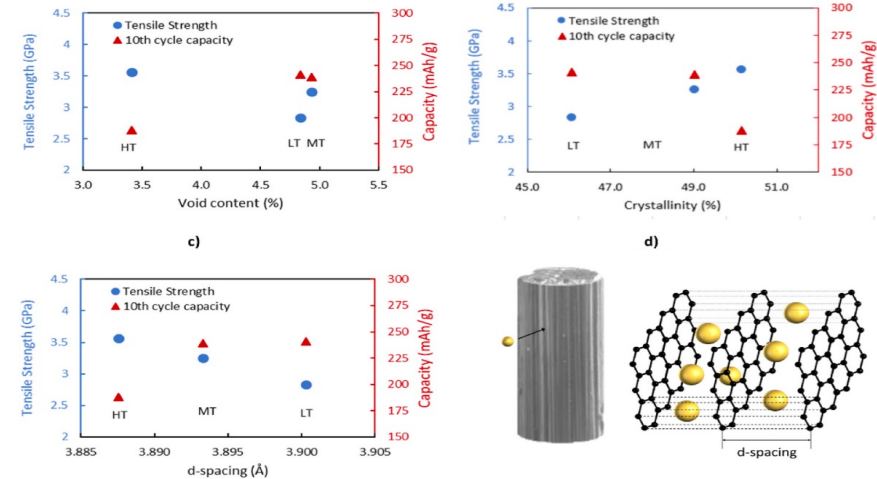 Tensile Strength (GPa)
4.5
4
3.5
3
2.5
2
Tensile Strength
10th cycle capacity
HT
LT MT
300
275
250
225
200
175
150
Capacity (mAh/g)
3.0 3.5 4.0 4.5 5.0 5.5
Void content (%)
c)
Tensile Strength (GPa)
4.5
4
3.5
3
2.5
2
Tensile Strength
10th cycle capacity
LT MT HT
300
275
250
225
200
175
150
Capacity (mAh/g)
45.0 47.0 49.0 51.0
Crystallinity (%)
d)
Tensile Strength (GPa)
4.5
4
3.5
3
2.5
2
Tensile Strength
10th cycle capacity
HT MT LT
300
275
250
225
200
175
150
Capacity (mAh/g)
3.885 3.890 3.895 3.900 3.905
d-spacing (Å)
d-spacing